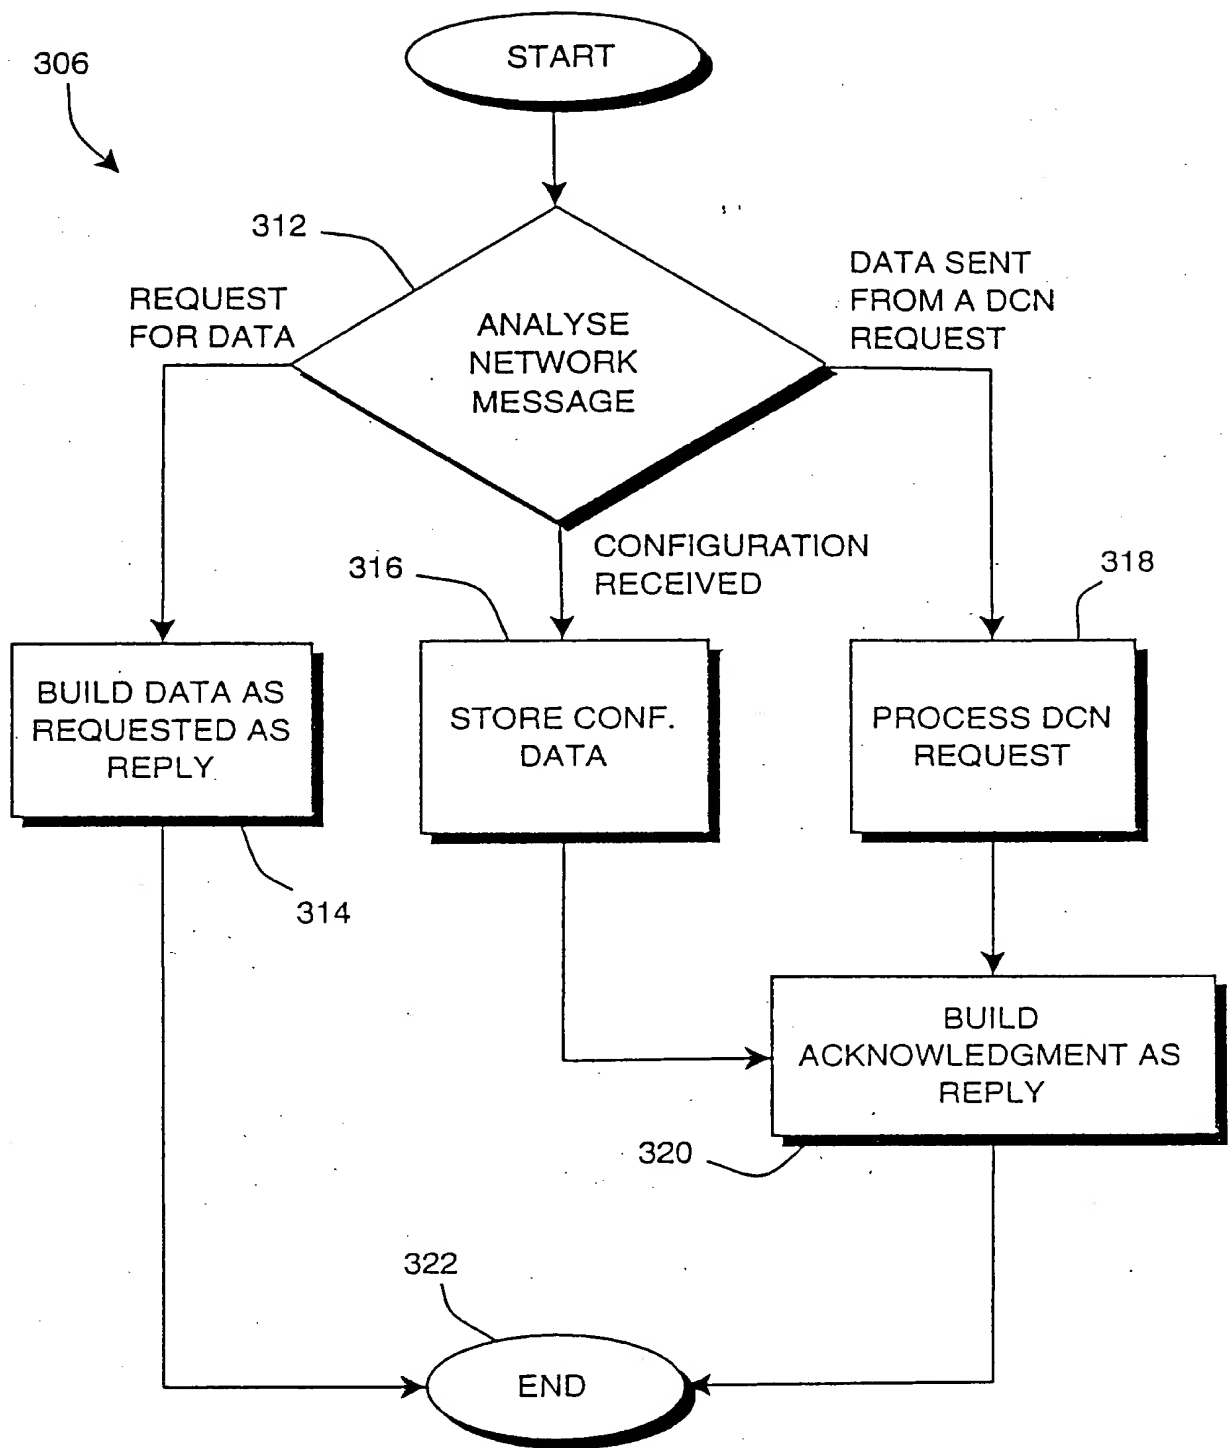 START
306
312
REQUEST
FOR DATA
ANALYSE
NETWORK
MESSAGE
DATA SENT
FROM A DCN
REQUEST
CONFIGURATION
RECEIVED
316
318
BUILD DATA AS
REQUESTED AS
REPLY
STORE CONF.
DATA
PROCESS DCN
REQUEST
314
BUILD
ACKNOWLEDGMENT AS
REPLY
320
322
END